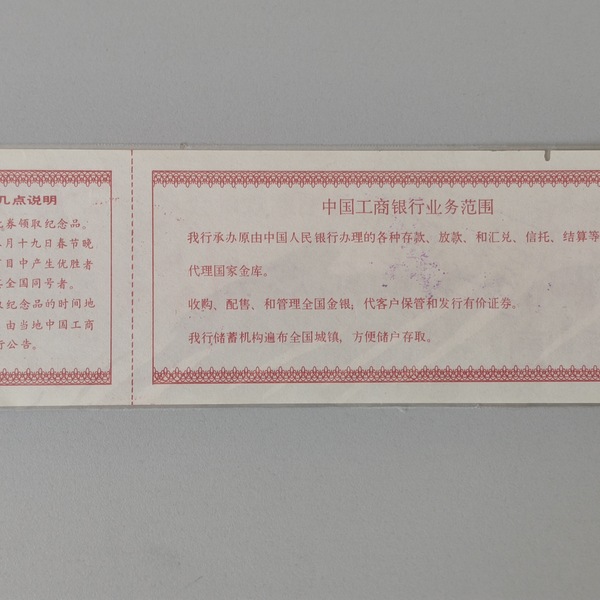 几点说明
券领取纪念品。
月十九日春节晚
目中产生优胜者
全国同号者。
纪念品的时间地
由当地中国工商
公告。
中国工商银行业务范围
我行承办原由中国人民银行办理的各种存款、放款、和汇兑、信托、结算等
代理国家金库。
收购、配售、和管理全国金银；代客户保管和发行有价证券。
我行储蓄机构遍布全国城镇，方便储户存取。